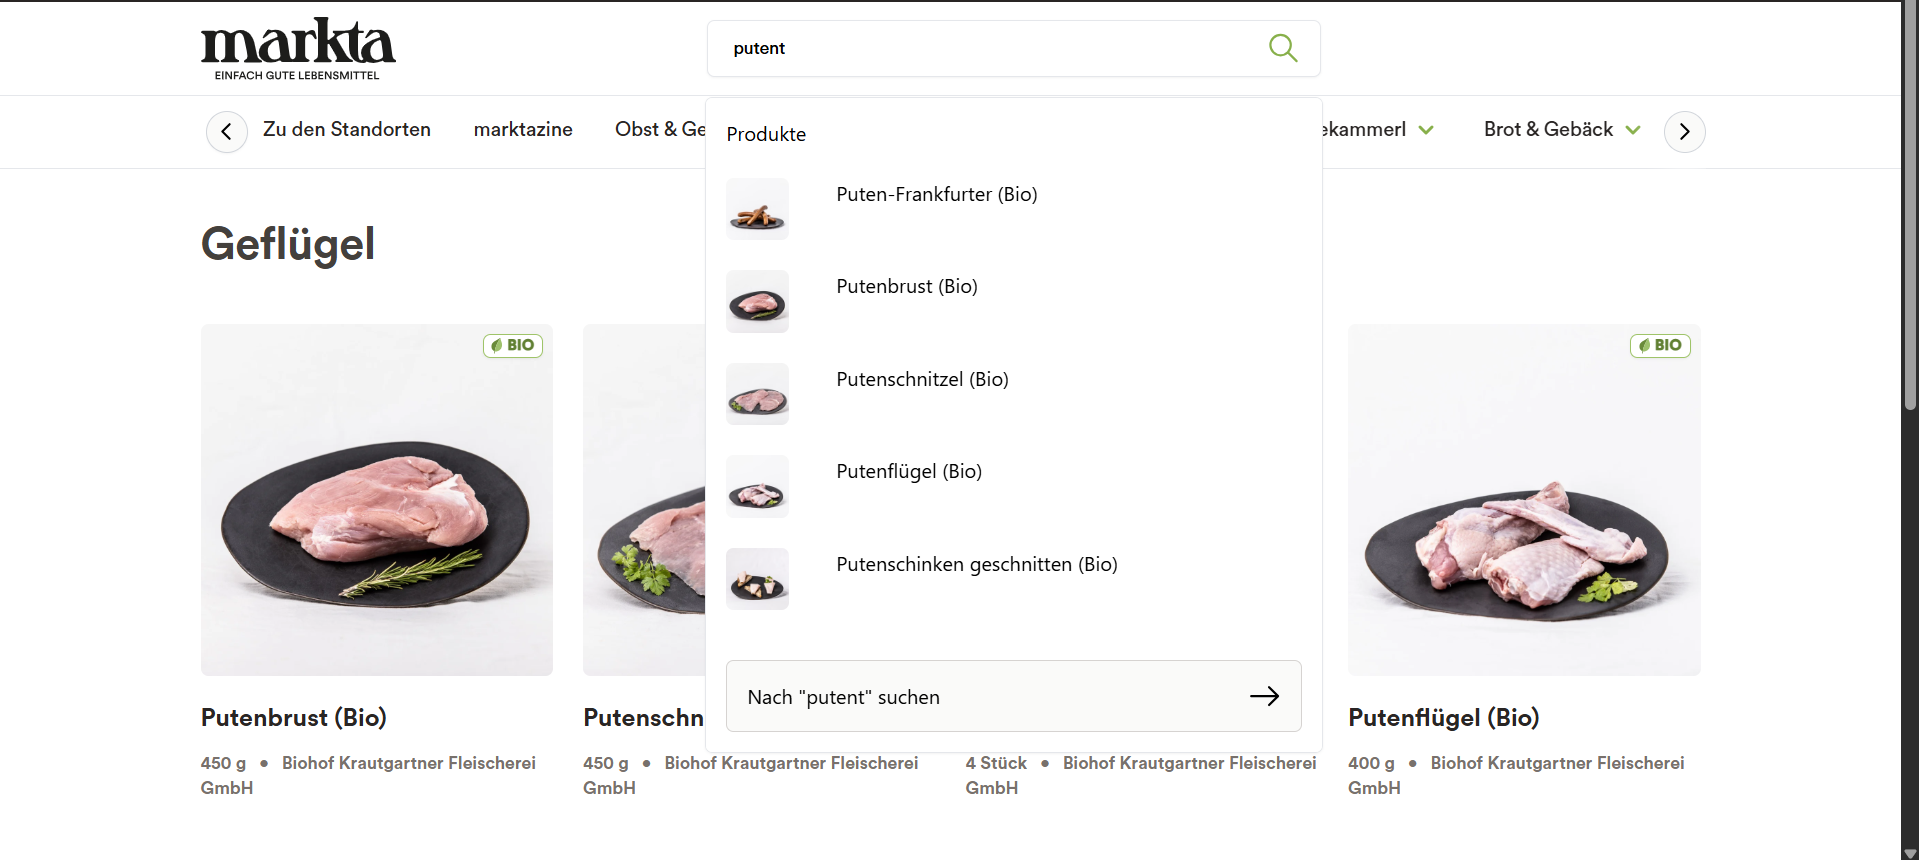 markta
EINFACH GUTE LEBENSMITTEL
putent
Zu den Standorten
marktazine
Obst & Ge
ekammerl
Brot & Gebäck
Produkte
Puten-Frankfurter (Bio)
Putenbrust (Bio)
Putenschnitzel (Bio)
Putenflügel (Bio)
Putenschinken geschnitten (Bio)
Nach "putent" suchen
Geflügel
BIO
BIO
Putenbrust (Bio)
450 g • Biohof Krautgartner Fleischerei
GmbH
Putenschn
450 g • Biohof Krautgartner Fleischerei
GmbH
4 Stück • Biohof Krautgartner Fleischerei
GmbH
Putenflügel (Bio)
400 g • Biohof Krautgartner Fleischerei
GmbH